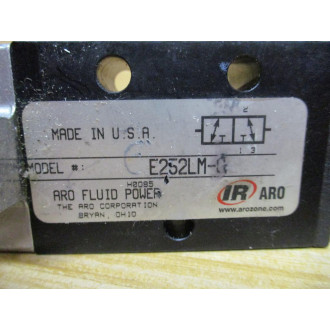 2
MADE IN U.S.A.
1 3
MODEL #: E252LM-
H0085
ARO FLUID POWER
THE ARO CORPORATION
BRYAN, OHIO
IR ARO
www.arozone.com